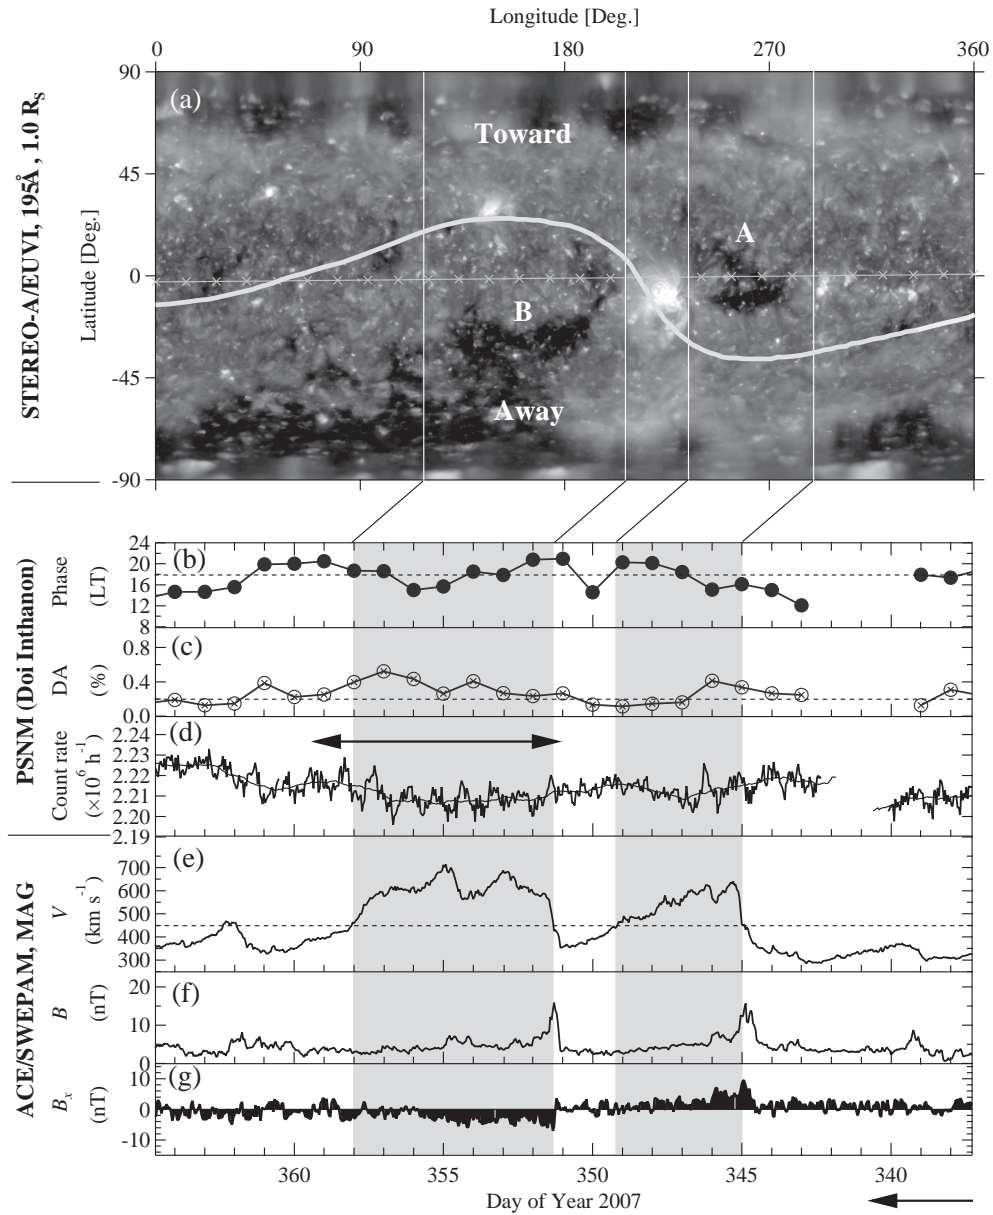 Longitude [Deg.]
0 90 180 270 360
STEREO-A/EUVI, 195Å , 1.0 R_S
Latitude [Deg.]
90
45
0
-45
-90
(a)
Toward
A
B
Away
PSNM (Doi Inthanon)
Phase
(LT)
24
20
16
12
8
(b)
DA
(%)
0.8
0.4
0.0
(c)
Count rate
(×10^6 h^-1)
2.24
2.23
2.22
2.21
2.20
2.19
(d)
ACE/SWEPAM, MAG
V
(km s^-1)
700
600
500
400
300
(e)
B
(nT)
20
10
0
(f)
B_x
(nT)
10
0
-10
(g)
360 355 350 345 340
Day of Year 2007